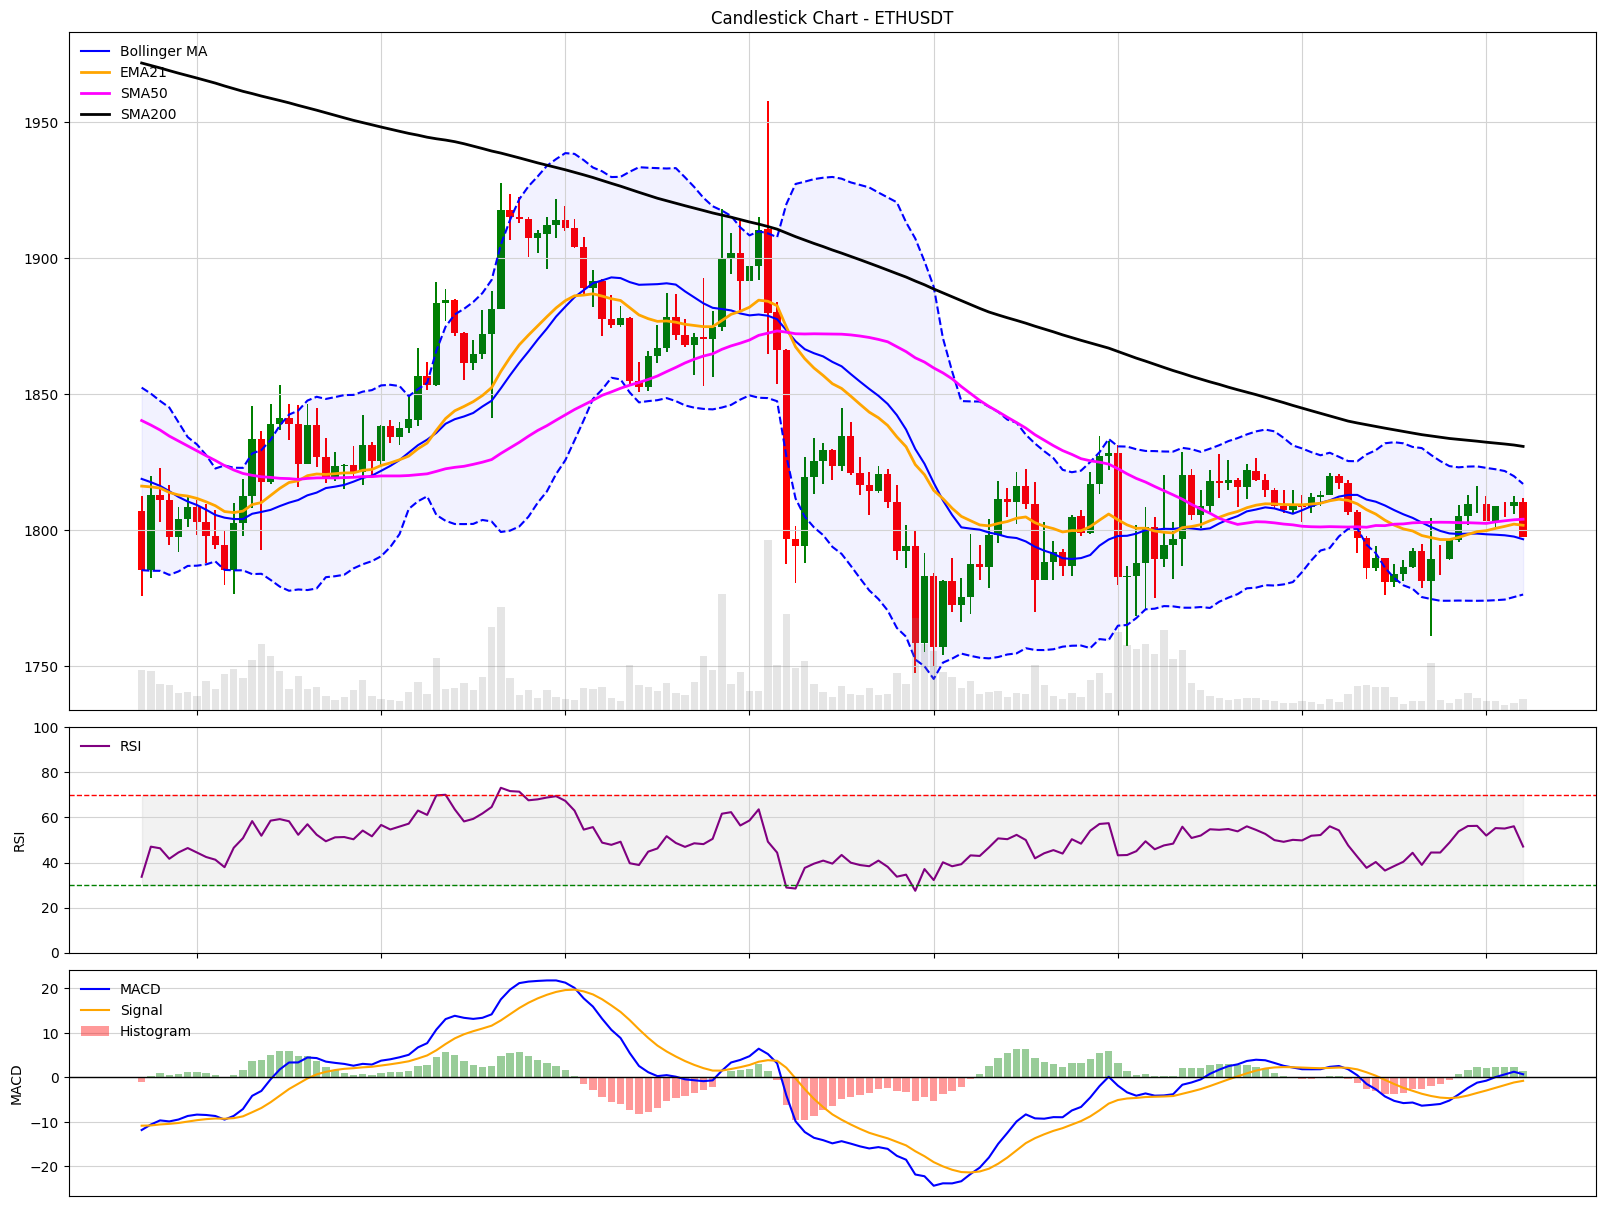 Candlestick Chart - ETHUSDT
Bollinger MA
EMA21
SMA50
SMA200
1950
1900
1850
1800
1750
RSI
100
80
60
40
20
0
RSI
MACD
Signal
Histogram
20
10
0
−10
−20
MACD